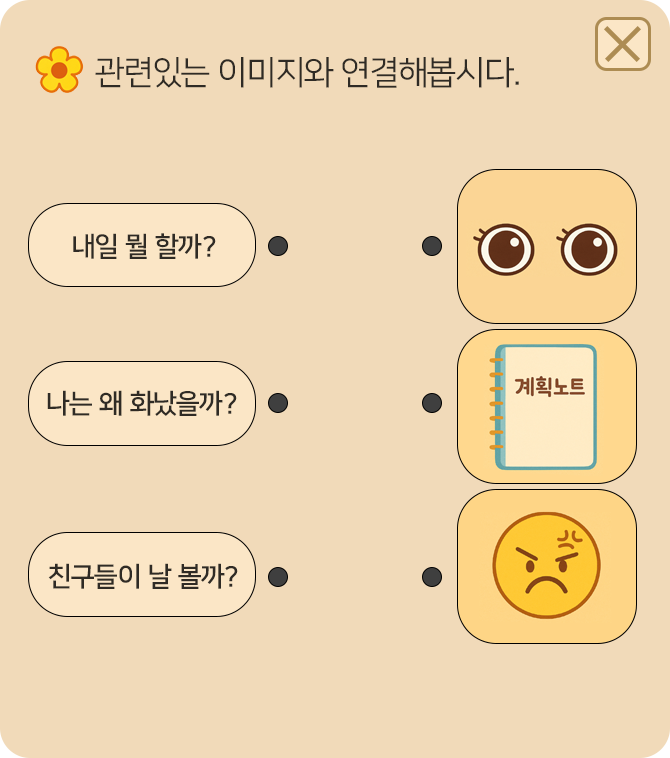 관련있는 이미지와 연결해봅시다.
내일 뭘 할까?
계획노트
나는 왜 화났을까?
친구들이 날 볼까?